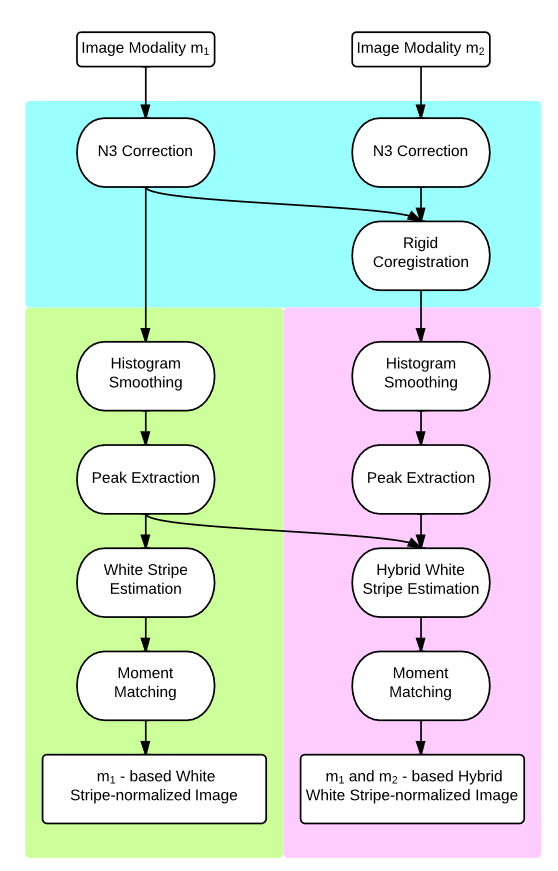 Image Modality m₁
Image Modality m₂
N3 Correction
N3 Correction
Rigid
Coregistration
Histogram
Smoothing
Histogram
Smoothing
Peak Extraction
Peak Extraction
White Stripe
Estimation
Hybrid White
Stripe Estimation
Moment
Matching
Moment
Matching
m₁ - based White
Stripe-normalized Image
m₁ and m₂ - based Hybrid
White Stripe-normalized Image